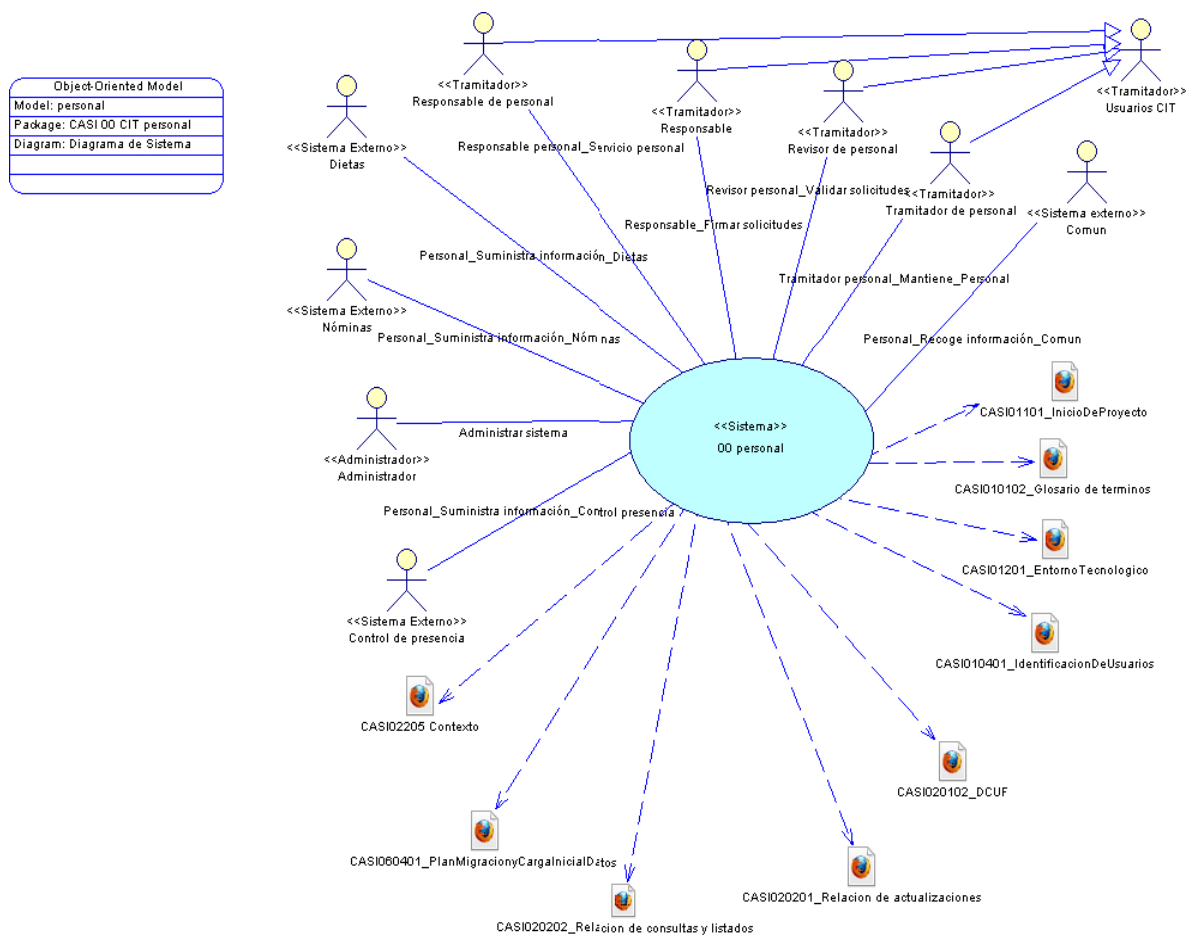 Object-Oriented Model
Model: personal
Package: CASI 00 CIT personal
Diagram: Diagrama de Sistema
<<Tramitador>>
Responsable de personal
<<Tramitador>>
Responsable
<<Tramitador>>
Revisor de personal
<<Tramitador>>
Usuarios CIT
<<Tramitador>>
Tramitador de personal
<<Sistema externo>>
Comun
<<Sistema Externo>>
Dietas
<<Sistema Externo>>
Nóminas
<<Administrador>>
Administrador
<<Sistema Externo>>
Control de presencia
Responsable personal_Servicio personal
Revisor personal_Validar solicitudes
Responsable_Firmar solicitudes
Personal_Suministra información_Dietas
Tramitador personal_Mantiene_Personal
Personal_Suministra información_Nóminas
Personal_Recoge información_Comun
Administrar sistema
Personal_Suministra información_Control presencia
<<Sistema>>
00 personal
CASI01101_InicioDeProyecto
CASI010102_Glosario de terminos
CASI01201_EntornoTecnologico
CASI010401_IdentificacionDeUsuarios
CASI02205 Contexto
CASI020102_DCUF
CASI060401_PlanMigracionyCargaInicialDatos
CASI020201_Relacion de actualizaciones
CASI020202_Relacion de consultas y listados